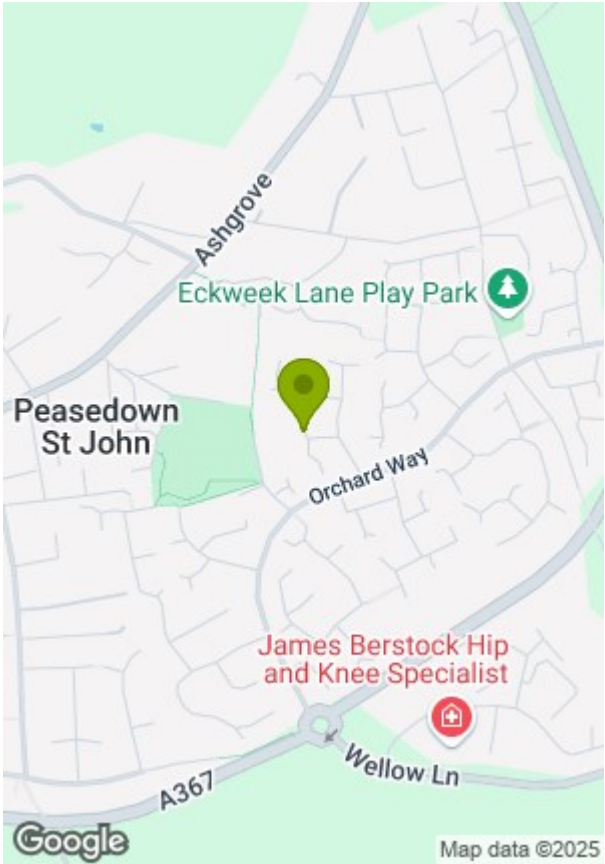 Ashgrove
Eckweek Lane Play Park
Peasedown
St John
Orchard Way
James Berstock Hip
and Knee Specialist
A367
Wellow Ln
Google
Map data ©2025